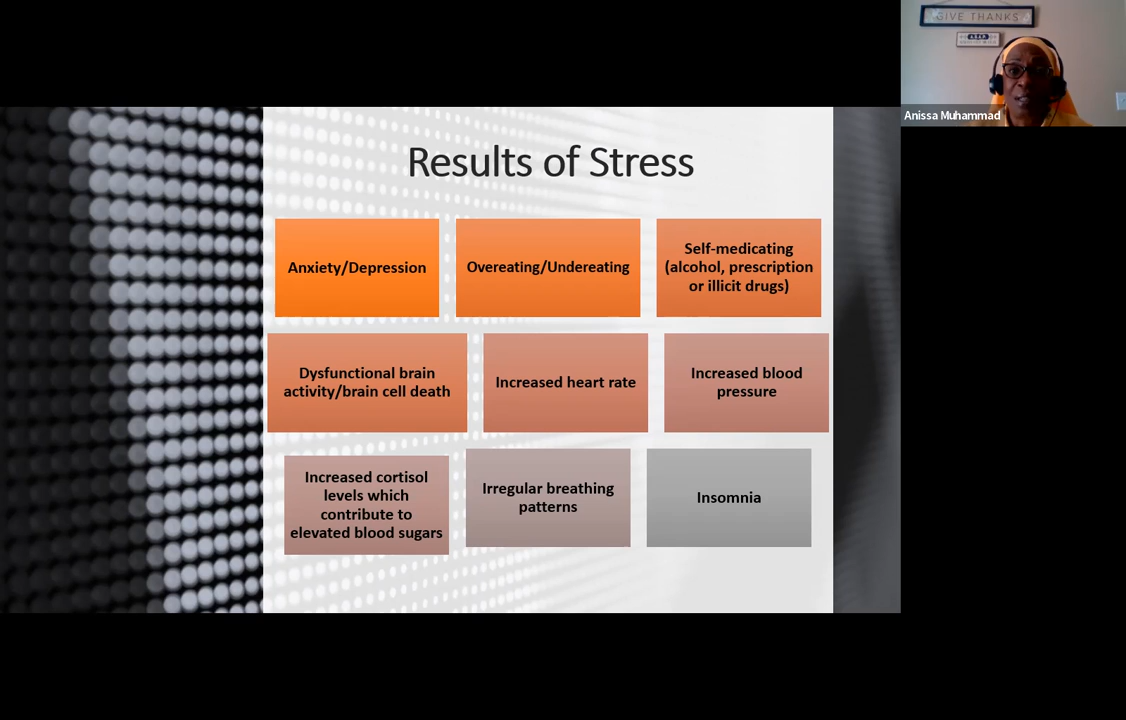 GIVE THANKS
Anissa Muhammad
Results of Stress
Anxiety/Depression
Overeating/Undereating
Self-medicating
(alcohol, prescription
or illicit drugs)
Dysfunctional brain
activity/brain cell death
Increased heart rate
Increased blood
pressure
Increased cortisol
levels which
contribute to
elevated blood sugars
Irregular breathing
patterns
Insomnia